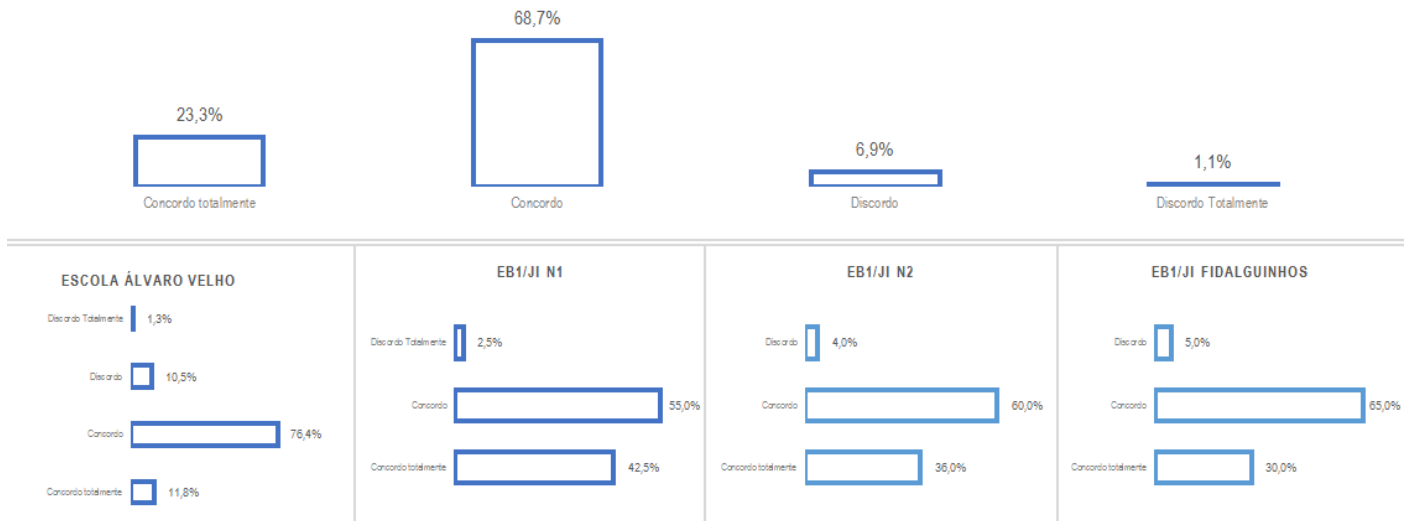 68,7%
23,3%
6,9%
1,1%
Concordo totalmente
Concordo
Discordo
Discordo Totalmente
ESCOLA ÁLVARO VELHO
Discordo Totalmente 1,3%
Discordo 10,5%
Concordo 76,4%
Concordo totalmente 11,8%
EB1/JI N1
Discordo Totalmente 2,5%
Concordo 55,0%
Concordo totalmente 42,5%
EB1/JI N2
Discordo 4,0%
Concordo 60,0%
Concordo totalmente 36,0%
EB1/JI FIDALGUINHOS
Discordo 5,0%
Concordo 65,0%
Concordo totalmente 30,0%